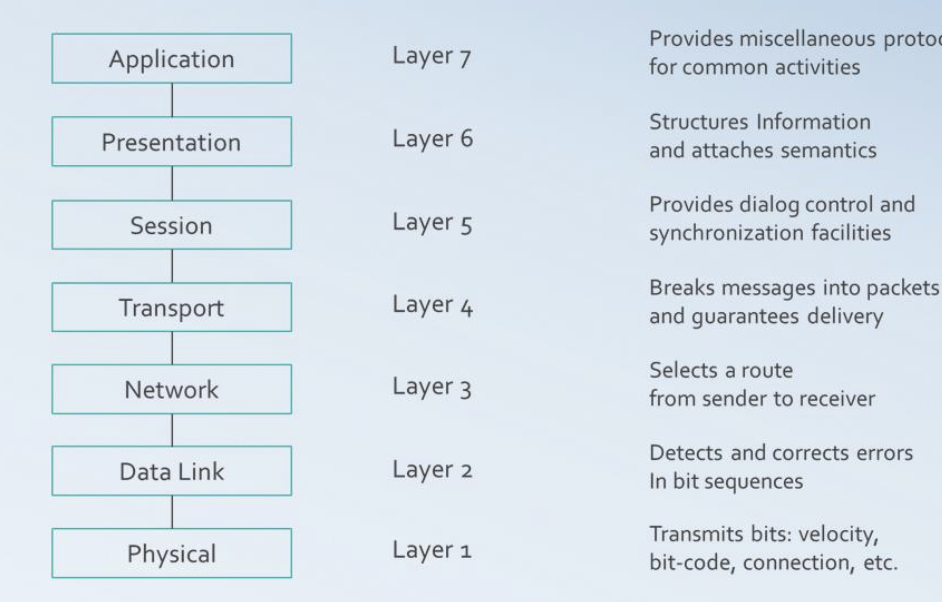 Application
Layer 7
Provides miscellaneous
for common activities
Presentation
Layer 6
Structures Information
and attaches semantics
Session
Layer 5
Provides dialog control and
synchronization facilities
Transport
Layer 4
Breaks messages into packets
and guarantees delivery
Network
Layer 3
Selects a route
from sender to receiver
Data Link
Layer 2
Detects and corrects errors
In bit sequences
Physical
Layer 1
Transmits bits: velocity,
bit-code, connection, etc.